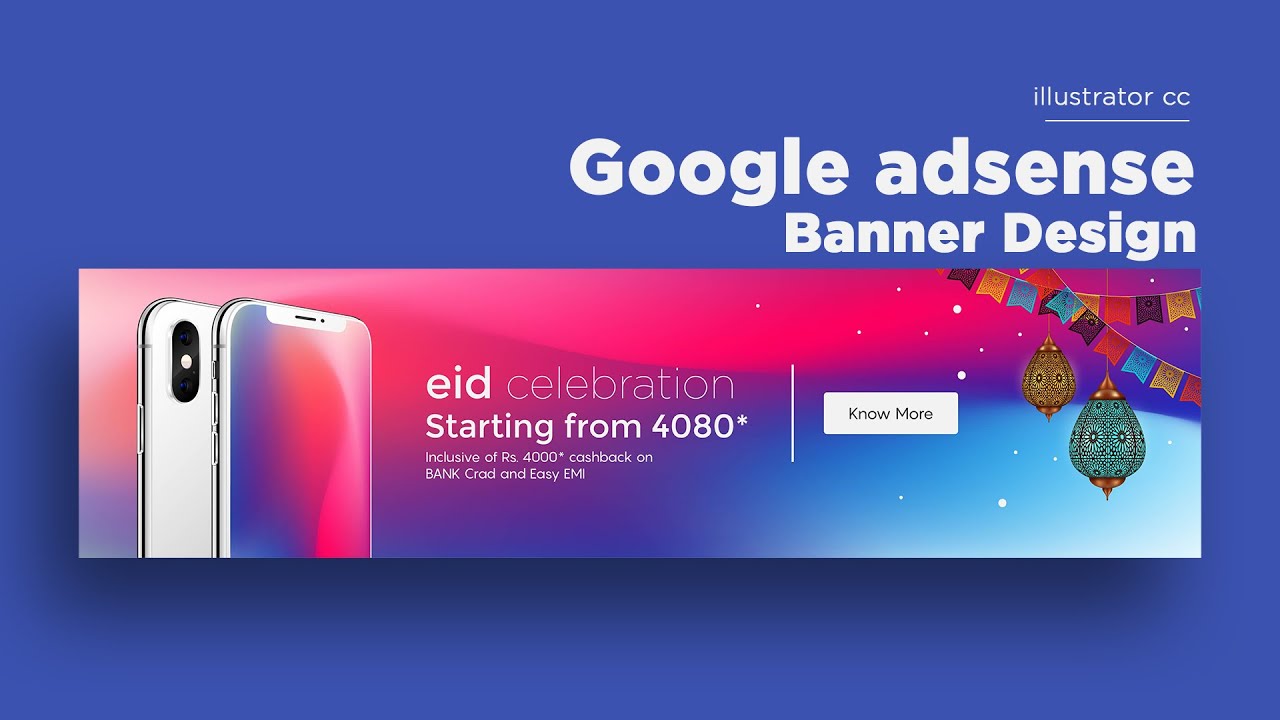 illustrator cc
Google adsense
Banner Design
eid celebration
Starting from 4080*
Inclusive of Rs. 4000* cashback on
BANK Crad and Easy EMI
Know More